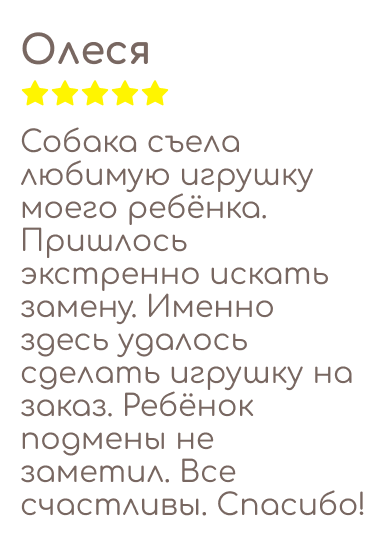 Олеся
Собака съела
любимую игрушку
моего ребёнка.
Пришлось
экстренно искать
замену. Именно
здесь удалось
сделать игрушку на
заказ. Ребёнок
подмены не
заметил. Все
счастливы. Спасибо!